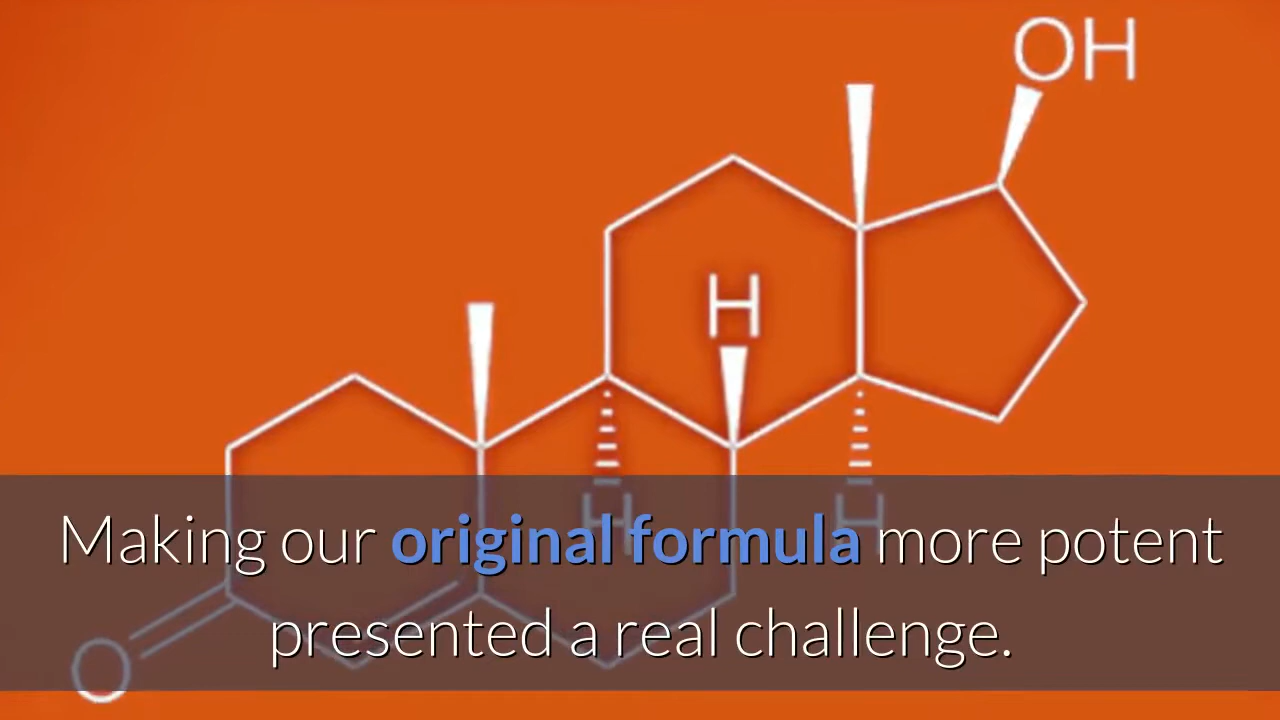 OH
H
H
H
Making our original formula more potent
presented a real challenge.
O